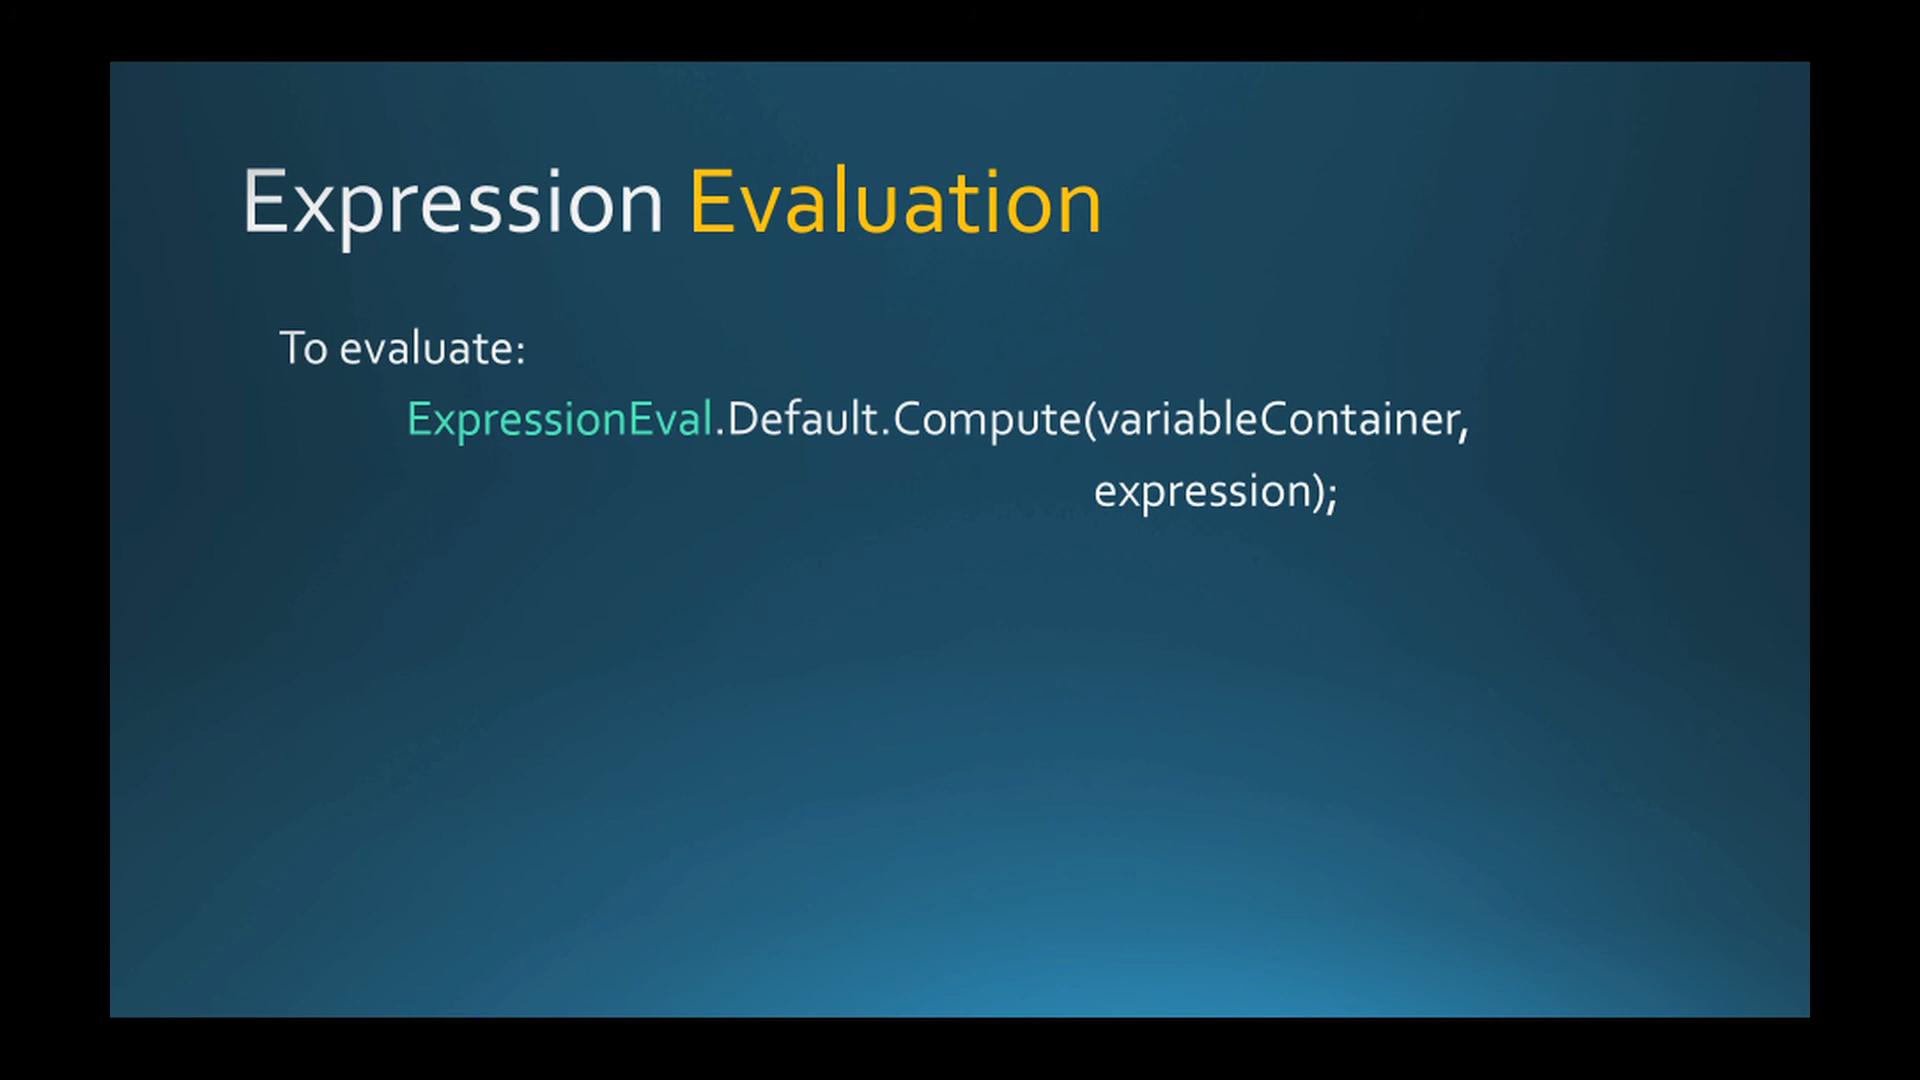 Expression Evaluation
To evaluate:
ExpressionEval.Default.Compute(variableContainer,
expression);